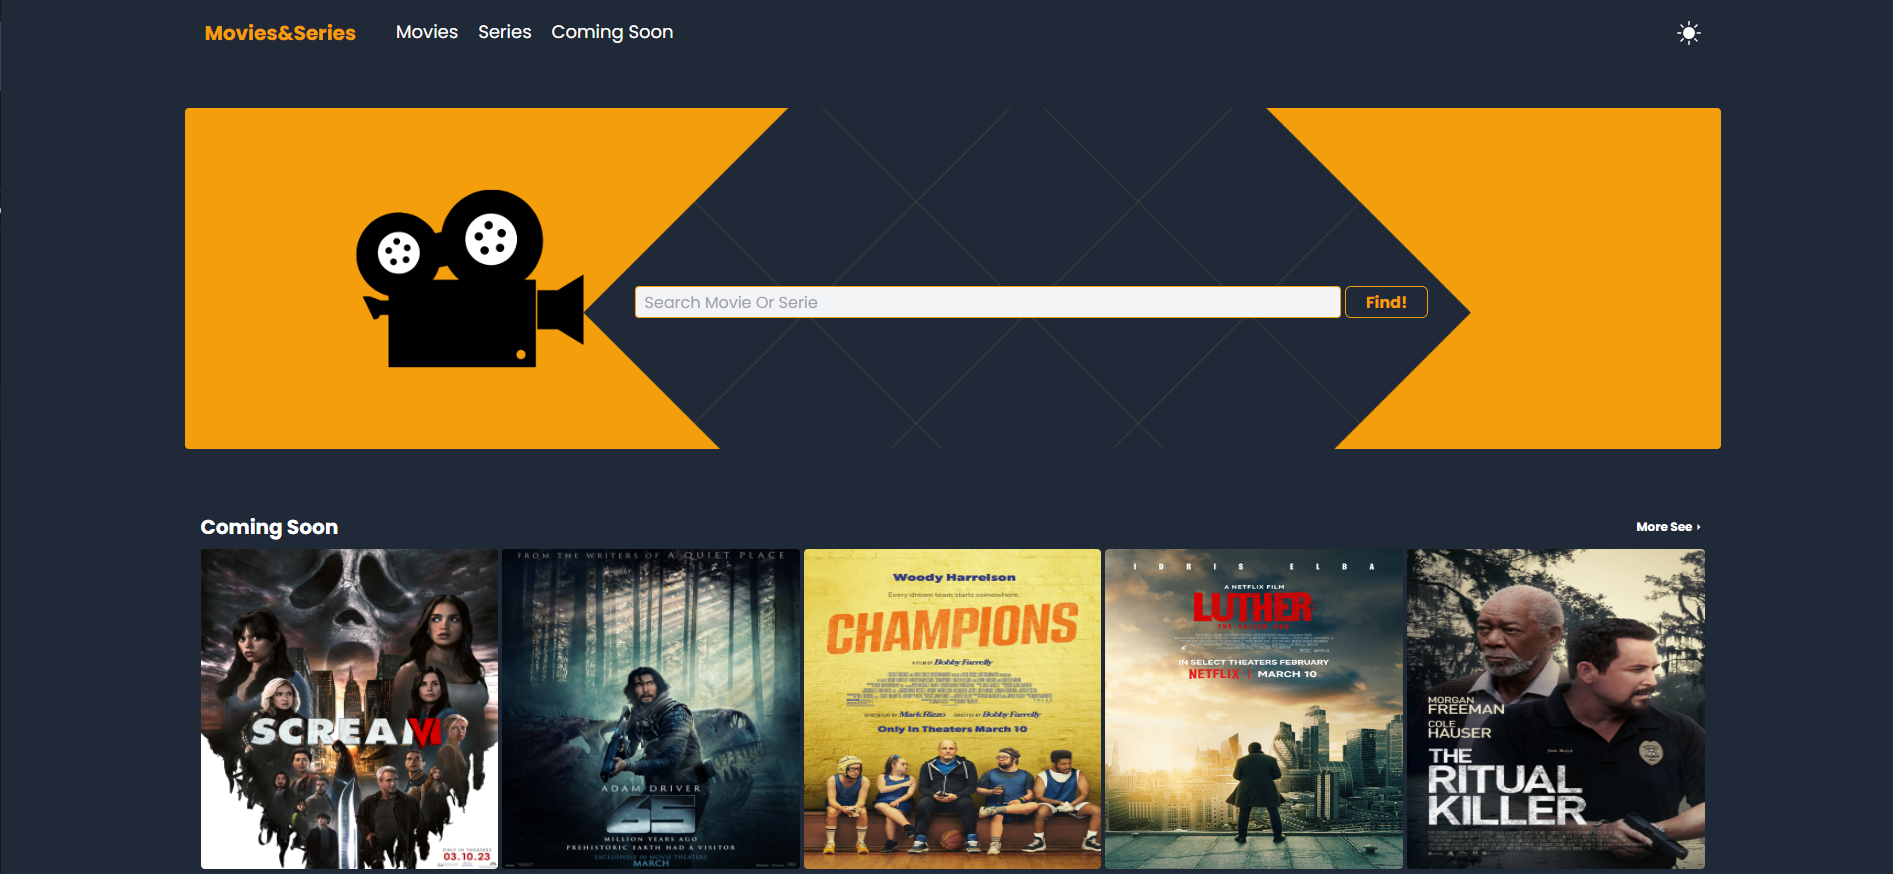 Movies&Series
Movies
Series
Coming Soon
Search Movie Or Serie
Find!
Coming Soon
More See
SCREAM VI
ONLY IN THEATRES
03.10.23
FROM THE WRITERS OF A QUIET PLACE
ADAM DRIVER
65
MILLION YEARS AGO
PREHISTORIC EARTH HAD A VISITOR
EXCLUSIVELY IN MOVIE THEATERS
MARCH
Woody Harrelson
Every dream team starts somewhere.
CHAMPIONS
A FILM BY Bobby Farrelly
SCREENPLAY BY Mark Rizzo DIRECTED BY Bobby Farrelly
Only in Theaters March 10
IDRIS ELBA
A NETFLIX FILM
LUTHER
THE FALLEN SUN
IN SELECT THEATERS FEBRUARY
NETFLIX | MARCH 10
MORGAN
FREEMAN
COLE
HAUSER
THE
RITUAL
KILLER